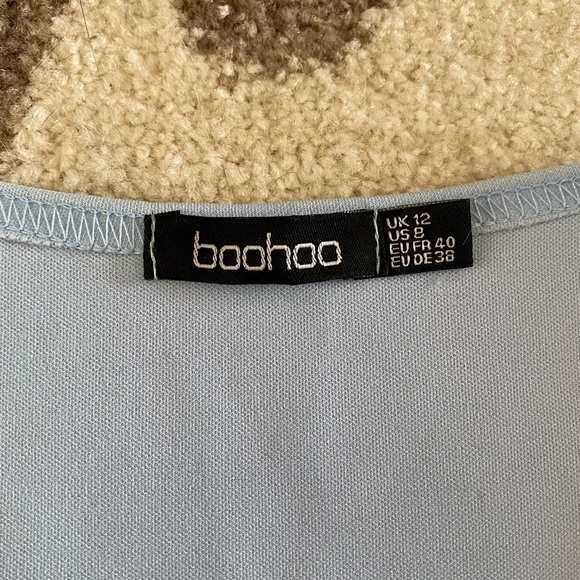 boohoo
UK 12
US 8
EU FR 40
EU DE 38